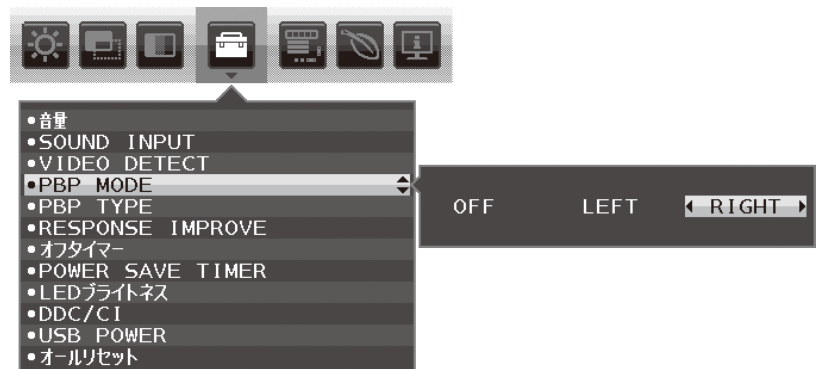 •音量
•SOUND INPUT
•VIDEO DETECT
•PBP MODE
•PBP TYPE
•RESPONSE IMPROVE
•オフタイマー
•POWER SAVE TIMER
•LEDブライトネス
•DDC/CI
•USB POWER
•オールリセット
OFF LEFT RIGHT